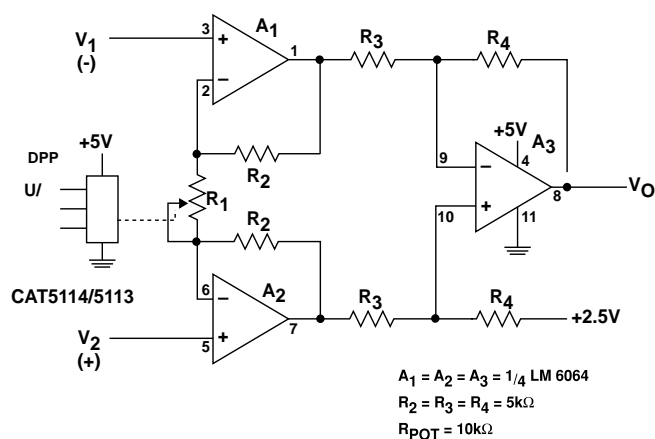 A1
V1
(-)
3
+
1
2
−
R3
R4
+5V
A3
DPP
+5V
U/
R2
R1
9
−
4
8
VO
10
+
11
R2
CAT5114/5113
6
−
A2
7
5
+
V2
(+)
R3
R4
+2.5V
A1 = A2 = A3 = 1/4 LM 6064
R2 = R3 = R4 = 5kΩ
RPOT = 10kΩ